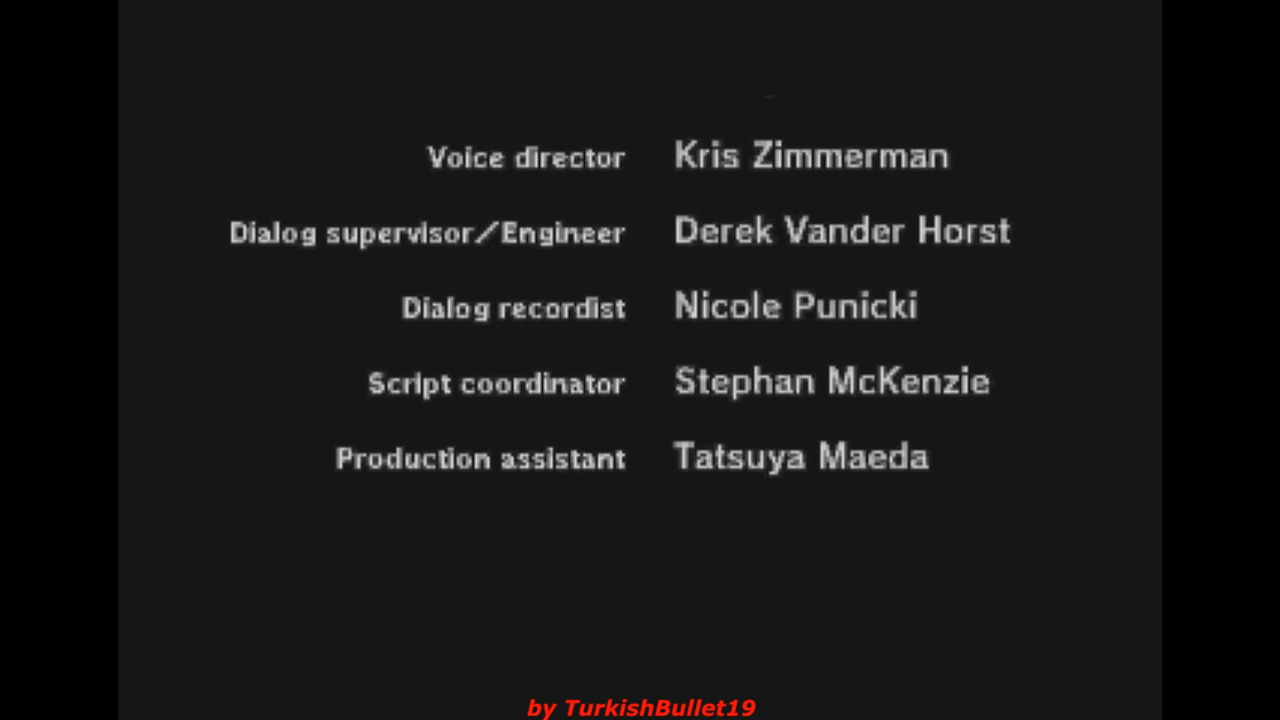 Voice director Kris Zimmerman
Dialog supervisor/Engineer Derek Vander Horst
Dialog recordist Nicole Punicki
Script coordinator Stephan McKenzie
Production assistant Tatsuya Maeda
by TurkishBullet19